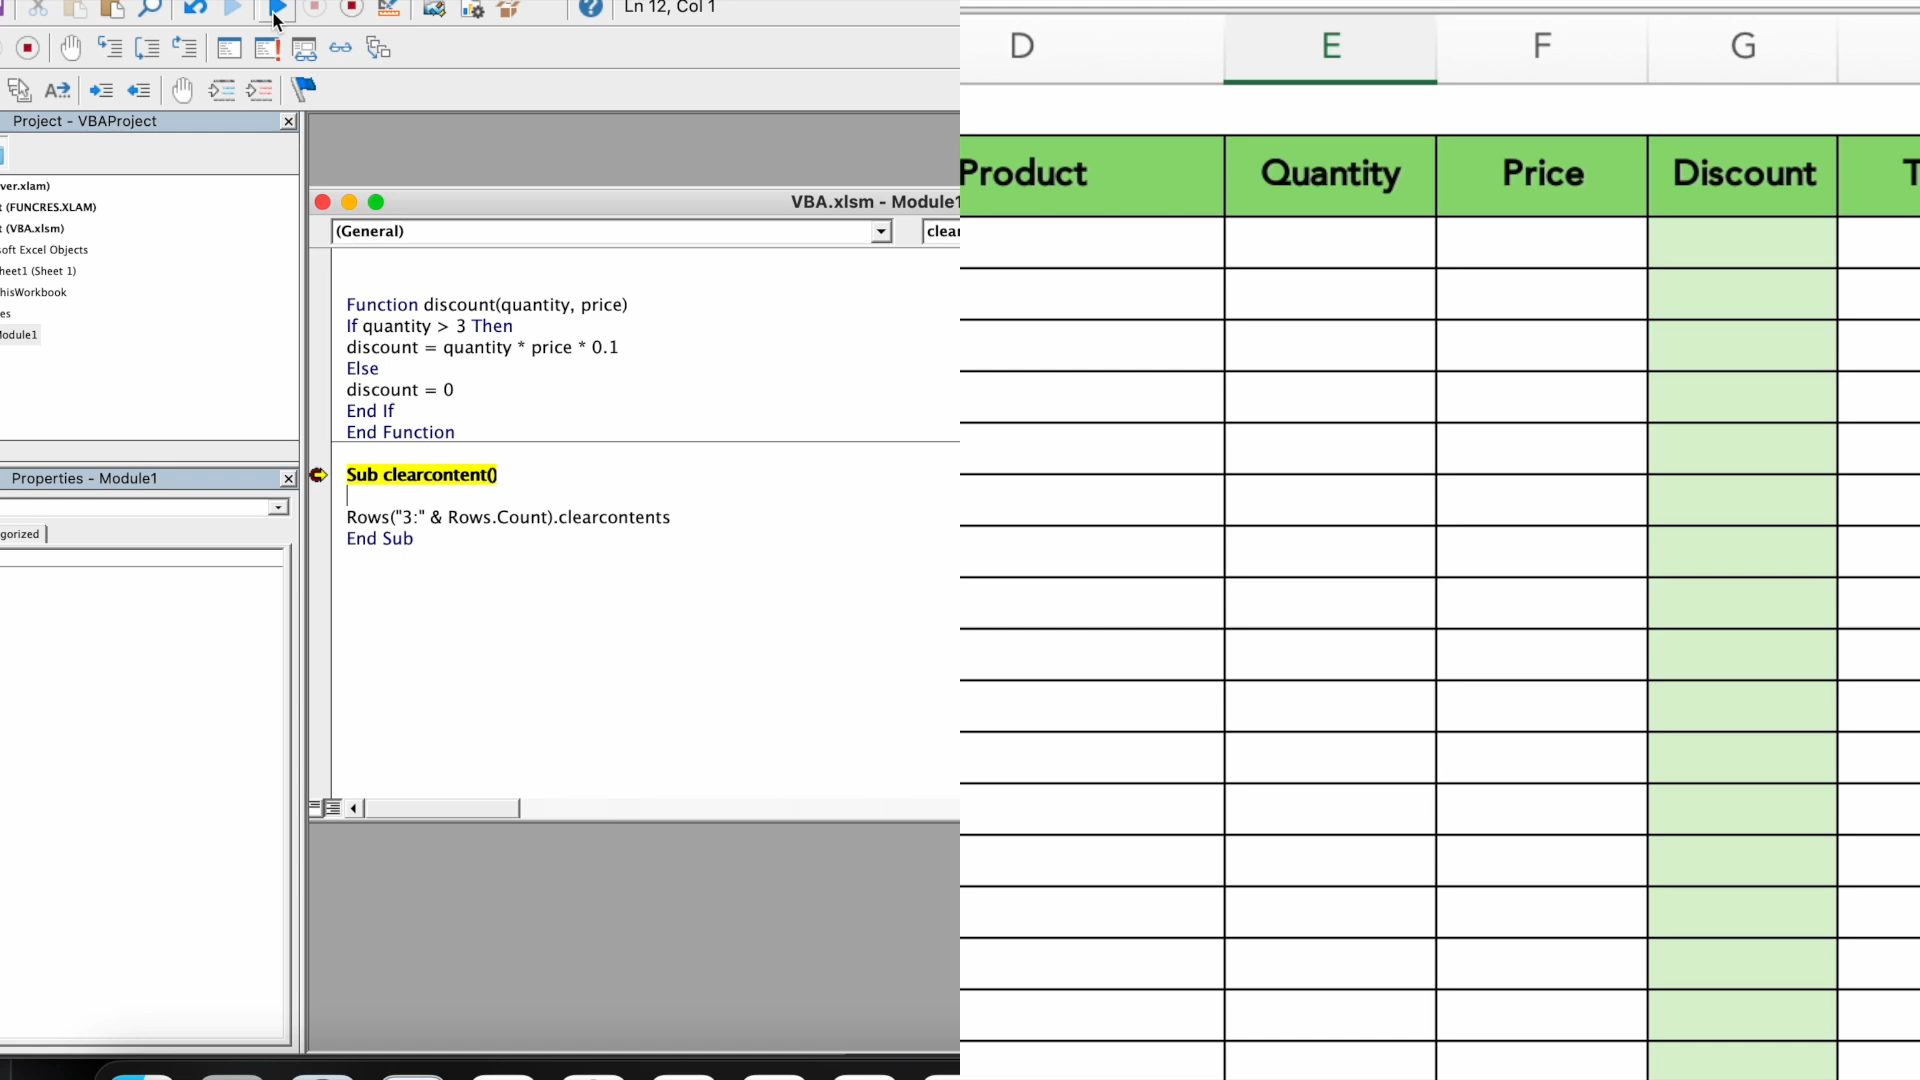 Ln 12, Col 1
Project - VBAProject
ver.xlam)
t (FUNCRES.XLAM)
t (VBA.xlsm)
soft Excel Objects
heet1 (Sheet 1)
hisWorkbook
es
Module1
Properties - Module1
gorized
VBA.xlsm - Module1
(General)
clear
Function discount(quantity, price)
If quantity > 3 Then
discount = quantity * price * 0.1
Else
discount = 0
End If
End Function
Sub clearcontent()
Rows("3:" & Rows.Count).clearcontents
End Sub
D E F G
Product Quantity Price Discount T